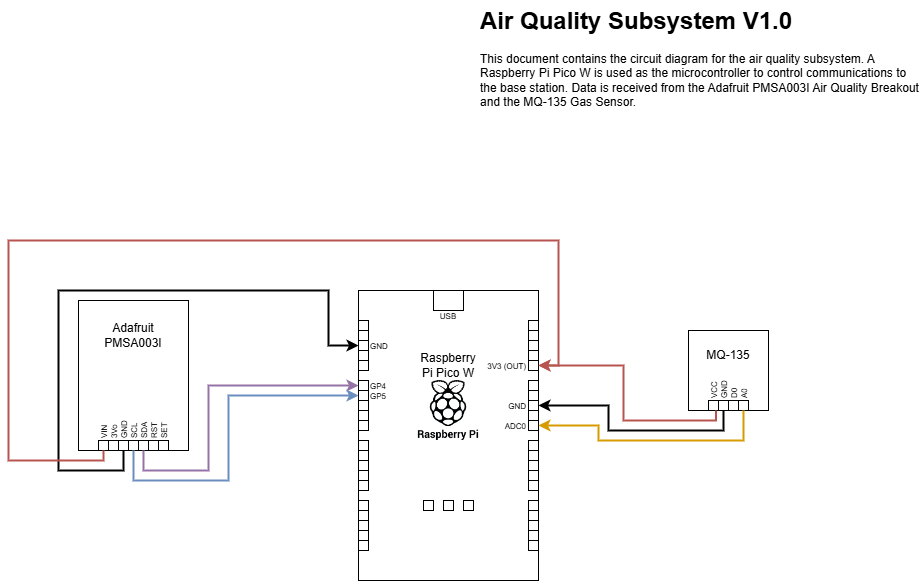 Air Quality Subsystem V1.0
This document contains the circuit diagram for the air quality subsystem. A
Raspberry Pi Pico W is used as the microcontroller to control communications to
the base station. Data is received from the Adafruit PMSA003I Air Quality Breakout
and the MQ-135 Gas Sensor.
Adafruit
PMSA003I
VIN
3Vo
GND
SCL
SDA
RST
SET
USB
GND
GP4
GP5
Raspberry
Pi Pico W
Raspberry Pi
3V3 (OUT)
GND
ADC0
MQ-135
VCC
GND
D0
A0